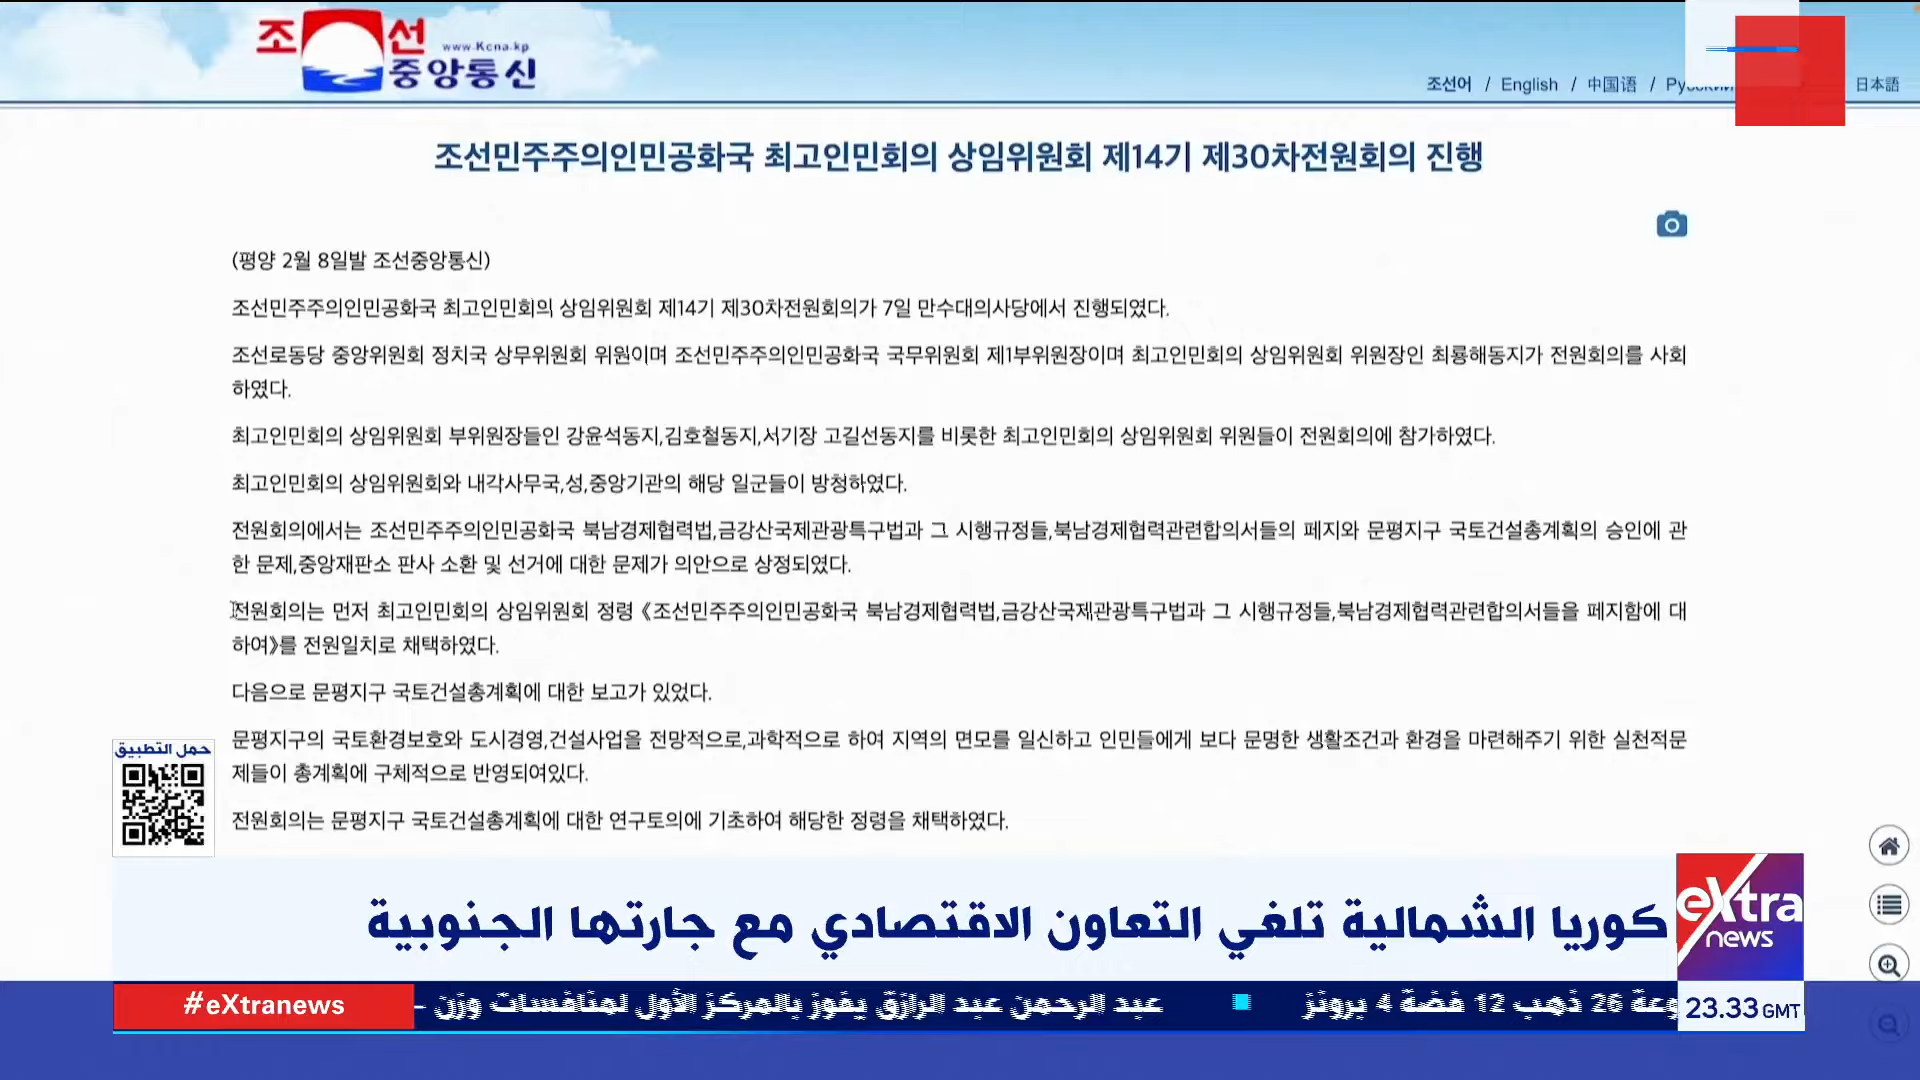 조선
www.Kcna.kp
중앙통신
조선어 / English / 中国语 / Русский
日本語
조선민주주의인민공화국 최고인민회의 상임위원회 제14기 제30차전원회의 진행
(평양 2월 8일발 조선중앙통신)
조선민주주의인민공화국 최고인민회의 상임위원회 제14기 제30차전원회의가 7일 만수대의사당에서 진행되였다.
조선로동당 중앙위원회 정치국 상무위원회 위원이며 조선민주주의인민공화국 국무위원회 제1부위원장이며 최고인민회의 상임위원회 위원장인 최룡해동지가 전원회의를 사회
하였다.
최고인민회의 상임위원회 부위원장들인 강윤석동지,김호철동지,서기장 고길선동지를 비롯한 최고인민회의 상임위원회 위원들이 전원회의에 참가하였다.
최고인민회의 상임위원회와 내각사무국,성,중앙기관의 해당 일군들이 방청하였다.
전원회의에서는 조선민주주의인민공화국 북남경제협력법,금강산국제관광특구법과 그 시행규정들,북남경제협력관련합의서들의 페지와 문평지구 국토건설총계획의 승인에 관
한 문제,중앙재판소 판사 소환 및 선거에 대한 문제가 의안으로 상정되였다.
전원회의는 먼저 최고인민회의 상임위원회 정령 《조선민주주의인민공화국 북남경제협력법,금강산국제관광특구법과 그 시행규정들,북남경제협력관련합의서들을 페지함에 대
하여》를 전원일치로 채택하였다.
다음으로 문평지구 국토건설총계획에 대한 보고가 있었다.
문평지구의 국토환경보호와 도시경영,건설사업을 전망적으로,과학적으로 하여 지역의 면모를 일신하고 인민들에게 보다 문명한 생활조건과 환경을 마련해주기 위한 실천적문
제들이 총계획에 구체적으로 반영되여있다.
전원회의는 문평지구 국토건설총계획에 대한 연구토의에 기초하여 해당한 정령을 채택하였다.
حمل التطبيق
كوريا الشمالية تلغي التعاون الاقتصادي مع جارتها الجنوبية
eXtra
news
#eXtranews
وعة 26 ذهب 12 فضة 4 برونز
عبد الرحمن عبد الرازق يفوز بالمركز الأول لمنافسات وزن –
23.33 GMT